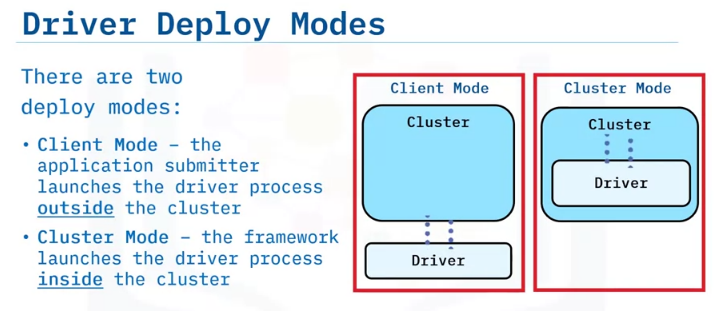 Driver Deploy Modes
There are two
deploy modes:
• Client Mode – the
application submitter
launches the driver process
outside the cluster
• Cluster Mode – the framework
launches the driver process
inside the cluster
Client Mode
Cluster
Driver
Cluster Mode
Cluster
Driver